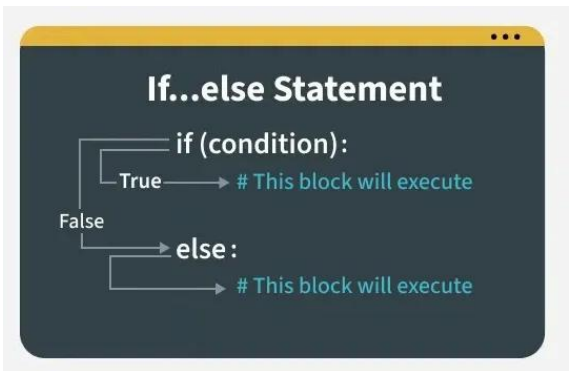 If...else Statement
if (condition):
True
# This block will execute
False
else:
# This block will execute